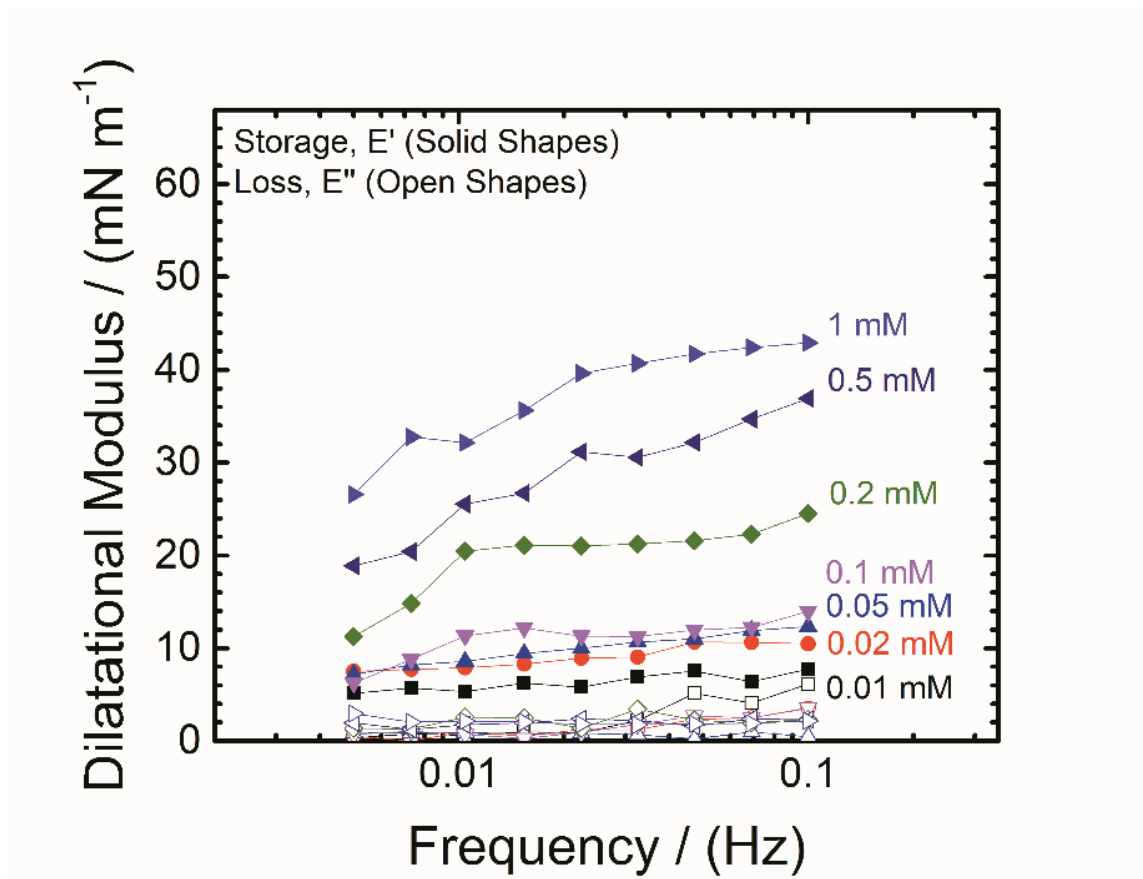 Storage, E' (Solid Shapes)
Loss, E" (Open Shapes)
Dilatational Modulus / (mN m⁻¹)
60
50
40
30
20
10
0
1 mM
0.5 mM
0.2 mM
0.1 mM
0.05 mM
0.02 mM
0.01 mM
0.01
0.1
Frequency / (Hz)